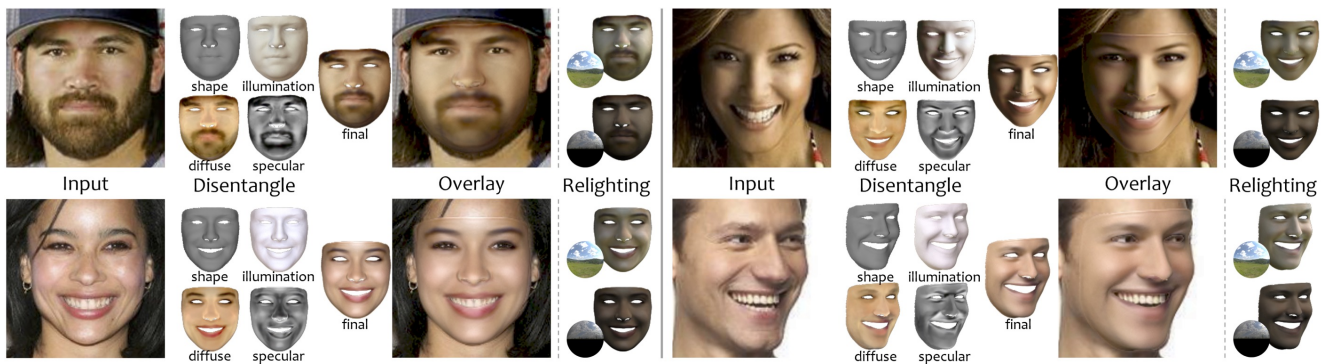 shape illumination
final
diffuse specular
Input Disentangle Overlay Relighting
shape illumination
final
diffuse specular
Input Disentangle Overlay Relighting
shape illumination
final
diffuse specular
shape illumination
final
diffuse specular